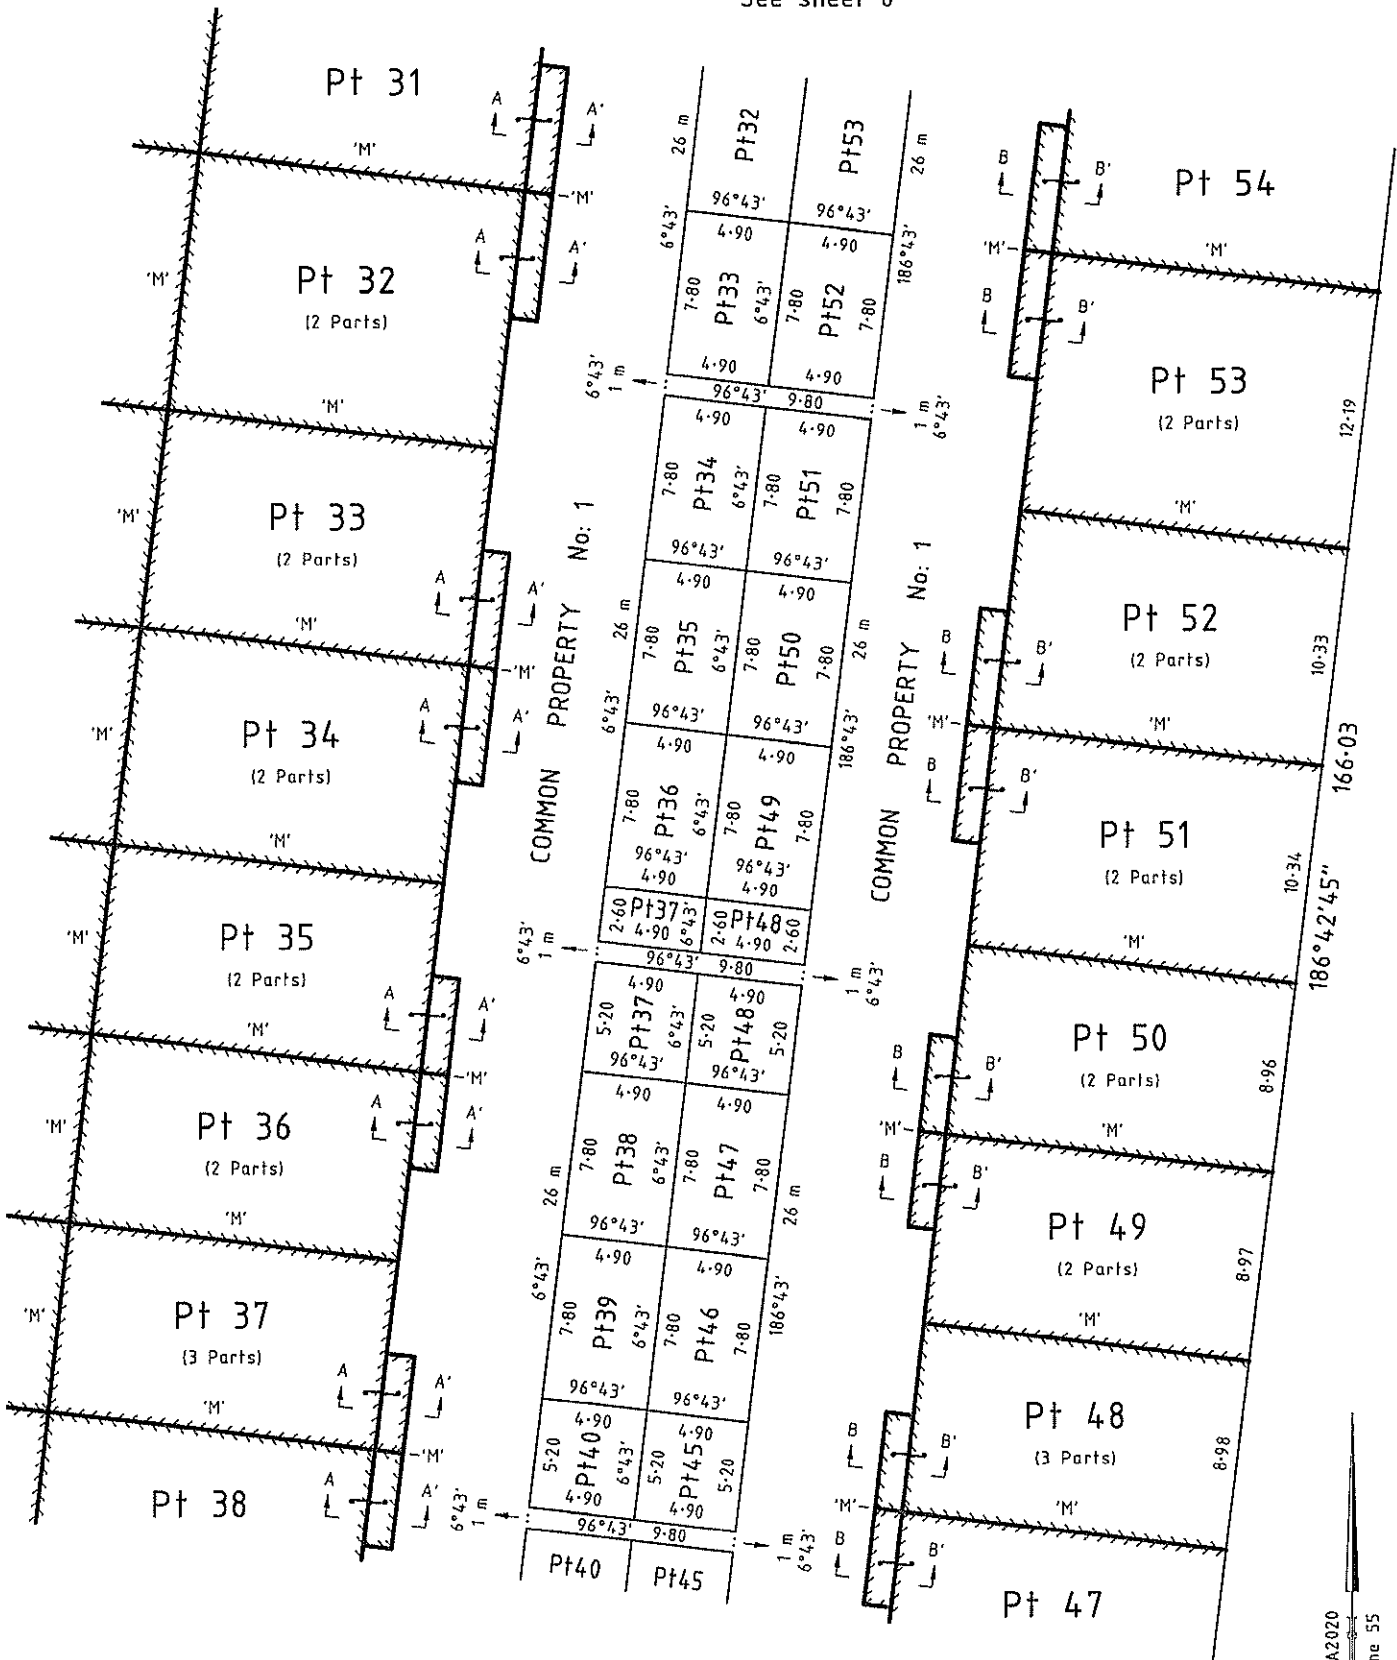 Pt 31
A
A'
'M'
'M'
Pt 32
(2 Parts)
'M'
A
A'
'M'
Pt 33
(2 Parts)
'M'
A
A'
'M'
'M'
Pt 34
(2 Parts)
'M'
A
A'
'M'
Pt 35
(2 Parts)
'M'
A
A'
'M'
'M'
Pt 36
(2 Parts)
'M'
A
A'
'M'
Pt 37
(3 Parts)
'M'
A
A'
'M'
'M'
Pt 38
A
A'
COMMON PROPERTY No: 1
26 m
Pt32
Pt53
26 m
96°43'
96°43'
6°43'
186°43'
4·90
4·90
7·80
Pt33
6°43'
7·80
Pt52
7·80
4·90
4·90
6°43'
1 m
96°43' 9·80
1 m
6°43'
4·90
4·90
7·80
Pt34
6°43'
7·80
Pt51
7·80
96°43'
96°43'
4·90
4·90
26 m
7·80
Pt35
6°43'
7·80
Pt50
7·80
26 m
96°43'
96°43'
6°43'
186°43'
4·90
4·90
7·80
Pt36
6°43'
7·80
Pt49
7·80
96°43'
96°43'
4·90
4·90
2·60
Pt37
6°43'
2·60
Pt48
2·60
4·90
4·90
6°43'
1 m
96°43' 9·80
1 m
6°43'
4·90
4·90
5·20
Pt37
6°43'
5·20
Pt48
5·20
96°43'
96°43'
4·90
4·90
26 m
7·80
Pt38
6°43'
7·80
Pt47
7·80
26 m
96°43'
96°43'
6°43'
186°43'
4·90
4·90
7·80
Pt39
6°43'
7·80
Pt46
7·80
96°43'
96°43'
4·90
4·90
5·20
Pt40
6°43'
5·20
Pt45
5·20
4·90
4·90
6°43'
1 m
96°43' 9·80
1 m
6°43'
Pt40
Pt45
COMMON PROPERTY No: 1
B
B'
Pt 54
'M'
'M'
B
B'
Pt 53
(2 Parts)
12·19
'M'
Pt 52
(2 Parts)
10·33
B
B'
'M'
'M'
B
B'
Pt 51
(2 Parts)
10·34
'M'
186°42'45"
166·03
Pt 50
(2 Parts)
8·96
B
B'
'M'
'M'
B
B'
Pt 49
(2 Parts)
8·97
'M'
Pt 48
(3 Parts)
8·98
B
B'
'M'
'M'
B
B'
Pt 47